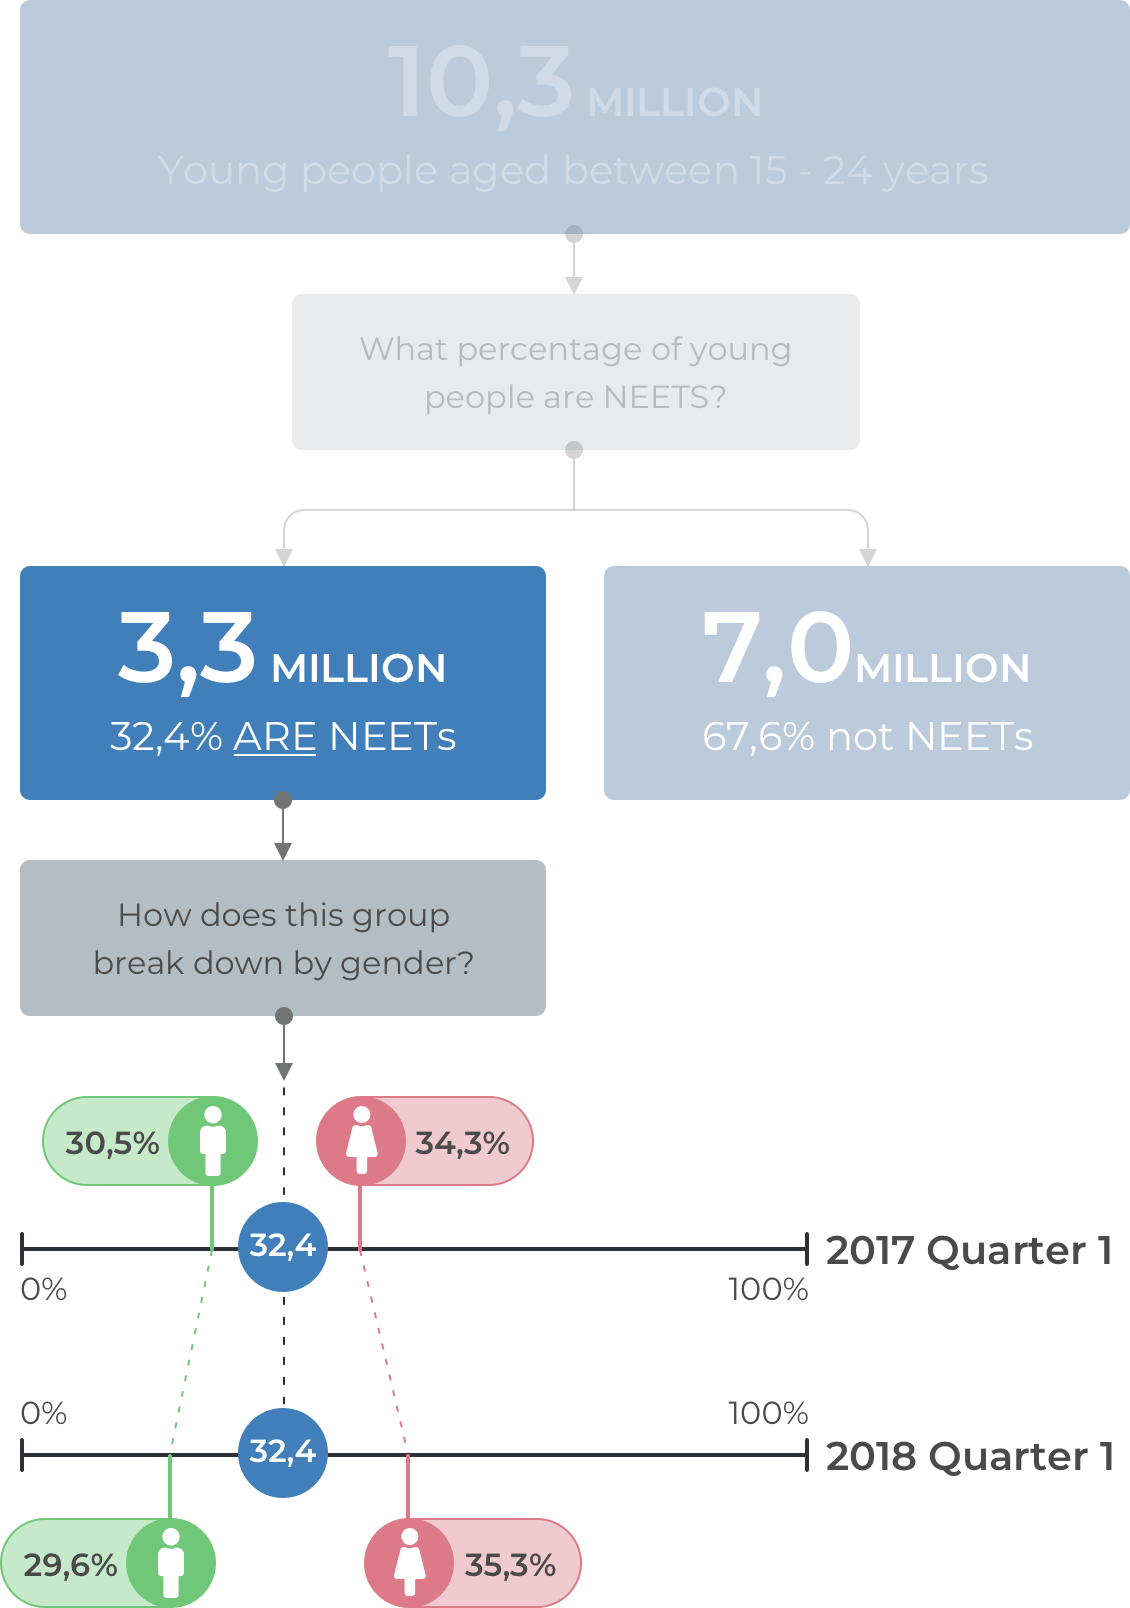 10,3 MILLION
Young people aged between 15 - 24 years
What percentage of young
people are NEETS?
3,3 MILLION
32,4% ARE NEETs
7,0 MILLION
67,6% not NEETs
How does this group
break down by gender?
30,5%
34,3%
32,4
2017 Quarter 1
0%
100%
0%
100%
32,4
2018 Quarter 1
29,6%
35,3%